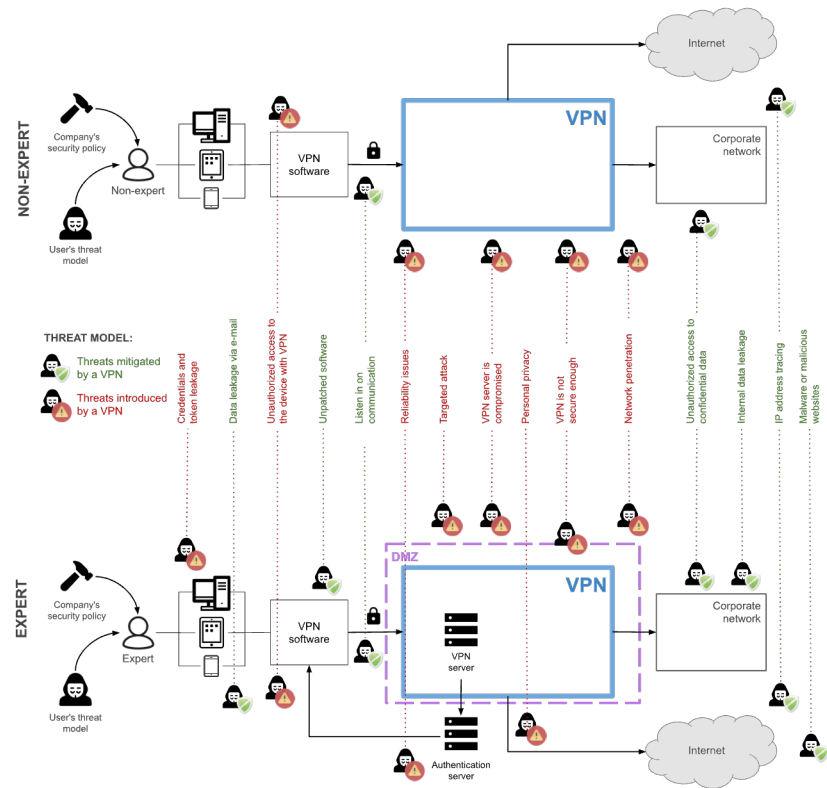 Internet
Company's
security policy
NON-EXPERT
Non-expert
User's threat
model
VPN
software
VPN
Corporate
network
THREAT MODEL:
Threats mitigated
by a VPN
Threats introduced
by a VPN
Credentials and
token leakage
Data leakage via e-mail
Unauthorized access to
the device with VPN
Unpatched software
Listen in on
communication
Reliability issues
Targeted attack
VPN server is
compromised
Personal privacy
VPN is not
secure enough
Network penetration
Unauthorized access to
confidential data
Internal data leakage
IP address tracing
Malware or malicious
websites
Company's
security policy
EXPERT
Expert
User's threat
model
VPN
software
DMZ
VPN
VPN
server
Authentication
server
Corporate
network
Internet